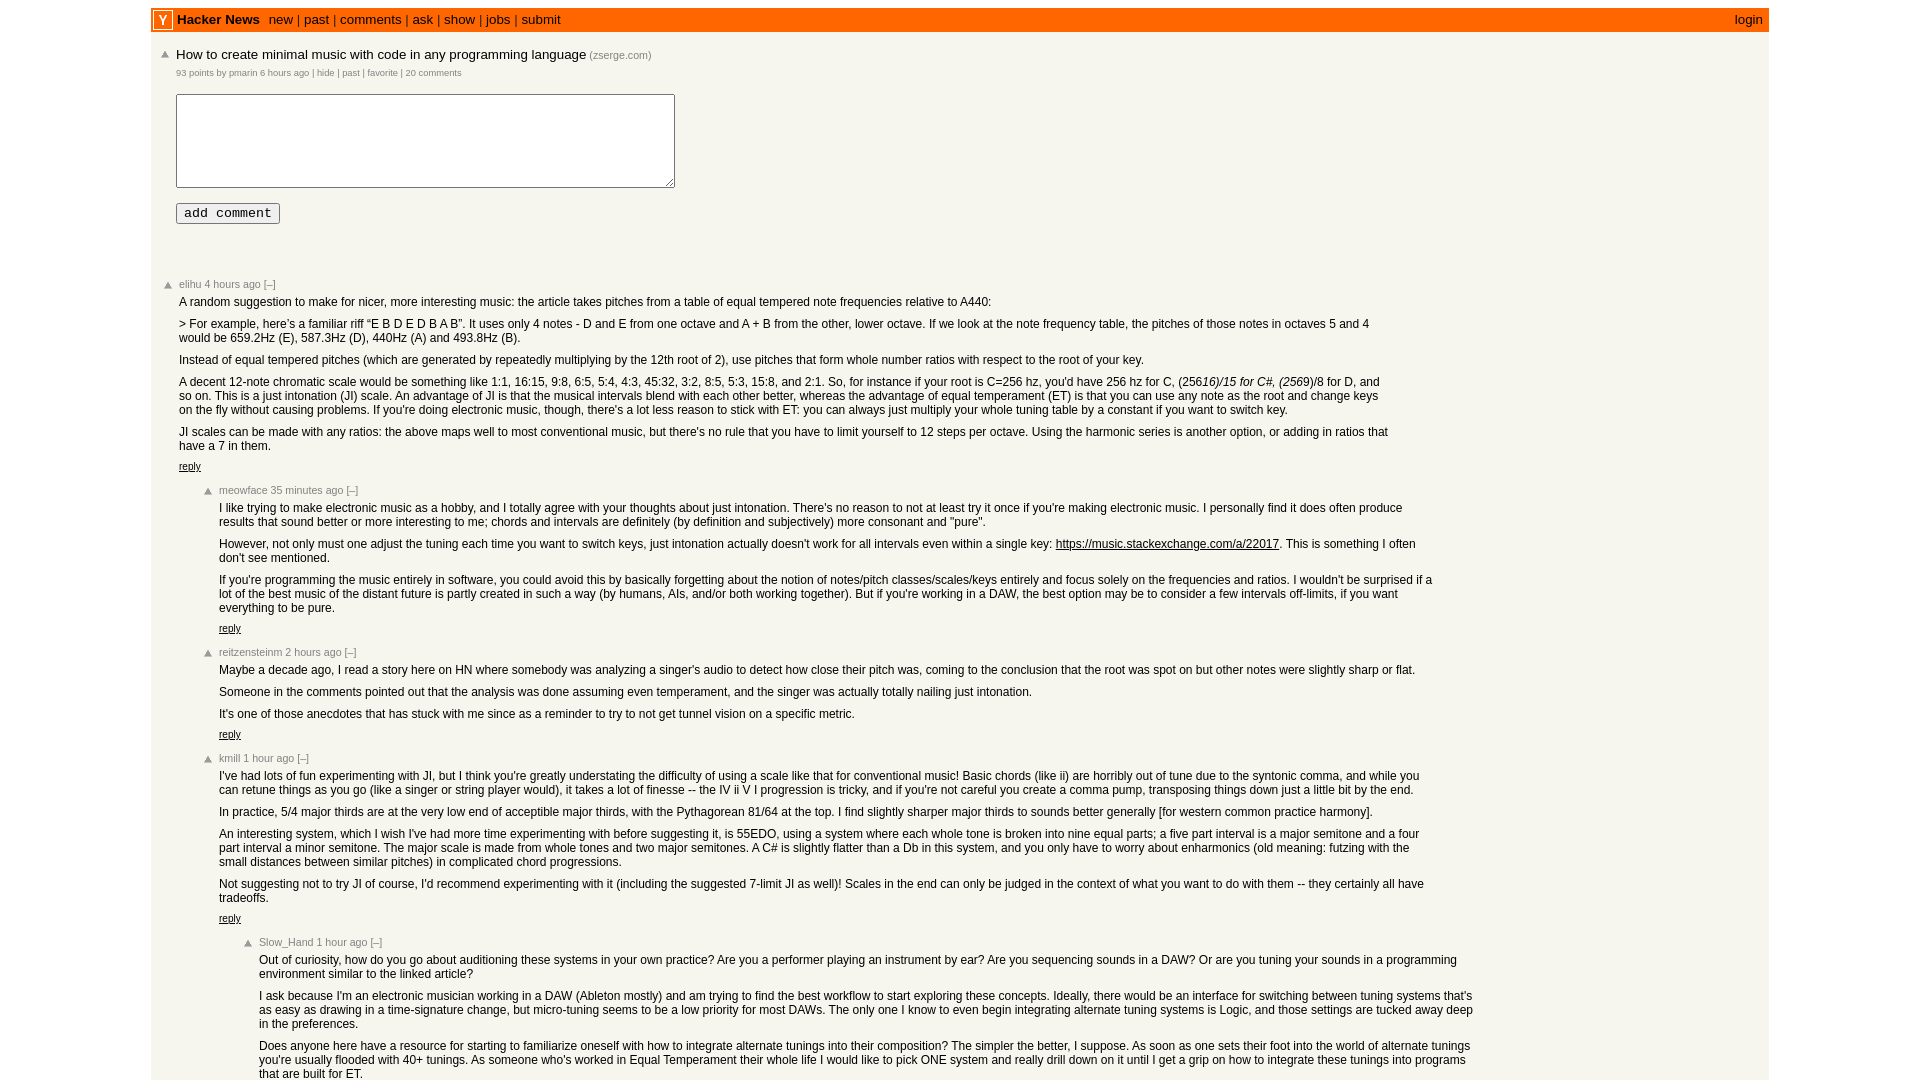 Y Hacker News new | past | comments | ask | show | jobs | submit login
How to create minimal music with code in any programming language (zserge.com)
93 points by pmarin 6 hours ago | hide | past | favorite | 20 comments
add comment
elihu 4 hours ago [–]
A random suggestion to make for nicer, more interesting music: the article takes pitches from a table of equal tempered note frequencies relative to A440:
> For example, here’s a familiar riff “E B D E D B A B”. It uses only 4 notes - D and E from one octave and A + B from the other, lower octave. If we look at the note frequency table, the pitches of those notes in octaves 5 and 4
would be 659.2Hz (E), 587.3Hz (D), 440Hz (A) and 493.8Hz (B).
Instead of equal tempered pitches (which are generated by repeatedly multiplying by the 12th root of 2), use pitches that form whole number ratios with respect to the root of your key.
A decent 12-note chromatic scale would be something like 1:1, 16:15, 9:8, 6:5, 5:4, 4:3, 45:32, 3:2, 8:5, 5:3, 15:8, and 2:1. So, for instance if your root is C=256 hz, you'd have 256 hz for C, (25616)/15 for C#, (2569)/8 for D, and
so on. This is a just intonation (JI) scale. An advantage of JI is that the musical intervals blend with each other better, whereas the advantage of equal temperament (ET) is that you can use any note as the root and change keys
on the fly without causing problems. If you're doing electronic music, though, there's a lot less reason to stick with ET: you can always just multiply your whole tuning table by a constant if you want to switch key.
JI scales can be made with any ratios: the above maps well to most conventional music, but there's no rule that you have to limit yourself to 12 steps per octave. Using the harmonic series is another option, or adding in ratios that
have a 7 in them.
reply
meowface 35 minutes ago [–]
I like trying to make electronic music as a hobby, and I totally agree with your thoughts about just intonation. There's no reason to not at least try it once if you're making electronic music. I personally find it does often produce
results that sound better or more interesting to me; chords and intervals are definitely (by definition and subjectively) more consonant and "pure".
However, not only must one adjust the tuning each time you want to switch keys, just intonation actually doesn't work for all intervals even within a single key: https://music.stackexchange.com/a/22017. This is something I often
don't see mentioned.
If you're programming the music entirely in software, you could avoid this by basically forgetting about the notion of notes/pitch classes/scales/keys entirely and focus solely on the frequencies and ratios. I wouldn't be surprised if a
lot of the best music of the distant future is partly created in such a way (by humans, AIs, and/or both working together). But if you're working in a DAW, the best option may be to consider a few intervals off-limits, if you want
everything to be pure.
reply
reitzensteinm 2 hours ago [–]
Maybe a decade ago, I read a story here on HN where somebody was analyzing a singer's audio to detect how close their pitch was, coming to the conclusion that the root was spot on but other notes were slightly sharp or flat.
Someone in the comments pointed out that the analysis was done assuming even temperament, and the singer was actually totally nailing just intonation.
It's one of those anecdotes that has stuck with me since as a reminder to try to not get tunnel vision on a specific metric.
reply
kmill 1 hour ago [–]
I've had lots of fun experimenting with JI, but I think you're greatly understating the difficulty of using a scale like that for conventional music! Basic chords (like ii) are horribly out of tune due to the syntonic comma, and while you
can retune things as you go (like a singer or string player would), it takes a lot of finesse -- the IV ii V I progression is tricky, and if you're not careful you create a comma pump, transposing things down just a little bit by the end.
In practice, 5/4 major thirds are at the very low end of acceptible major thirds, with the Pythagorean 81/64 at the top. I find slightly sharper major thirds to sounds better generally [for western common practice harmony].
An interesting system, which I wish I've had more time experimenting with before suggesting it, is 55EDO, using a system where each whole tone is broken into nine equal parts; a five part interval is a major semitone and a four
part interval a minor semitone. The major scale is made from whole tones and two major semitones. A C# is slightly flatter than a Db in this system, and you only have to worry about enharmonics (old meaning: futzing with the
small distances between similar pitches) in complicated chord progressions.
Not suggesting not to try JI of course, I'd recommend experimenting with it (including the suggested 7-limit JI as well)! Scales in the end can only be judged in the context of what you want to do with them -- they certainly all have
tradeoffs.
reply
Slow_Hand 1 hour ago [–]
Out of curiosity, how do you go about auditioning these systems in your own practice? Are you a performer playing an instrument by ear? Are you sequencing sounds in a DAW? Or are you tuning your sounds in a programming
environment similar to the linked article?
I ask because I'm an electronic musician working in a DAW (Ableton mostly) and am trying to find the best workflow to start exploring these concepts. Ideally, there would be an interface for switching between tuning systems that's
as easy as drawing in a time-signature change, but micro-tuning seems to be a low priority for most DAWs. The only one I know to even begin integrating alternate tuning systems is Logic, and those settings are tucked away deep
in the preferences.
Does anyone here have a resource for starting to familiarize oneself with how to integrate alternate tunings into their composition? The simpler the better, I suppose. As soon as one sets their foot into the world of alternate tunings
you're usually flooded with 40+ tunings. As someone who's worked in Equal Temperament their whole life I would like to pick ONE system and really drill down on it until I get a grip on how to integrate these tunings into programs
that are built for ET.